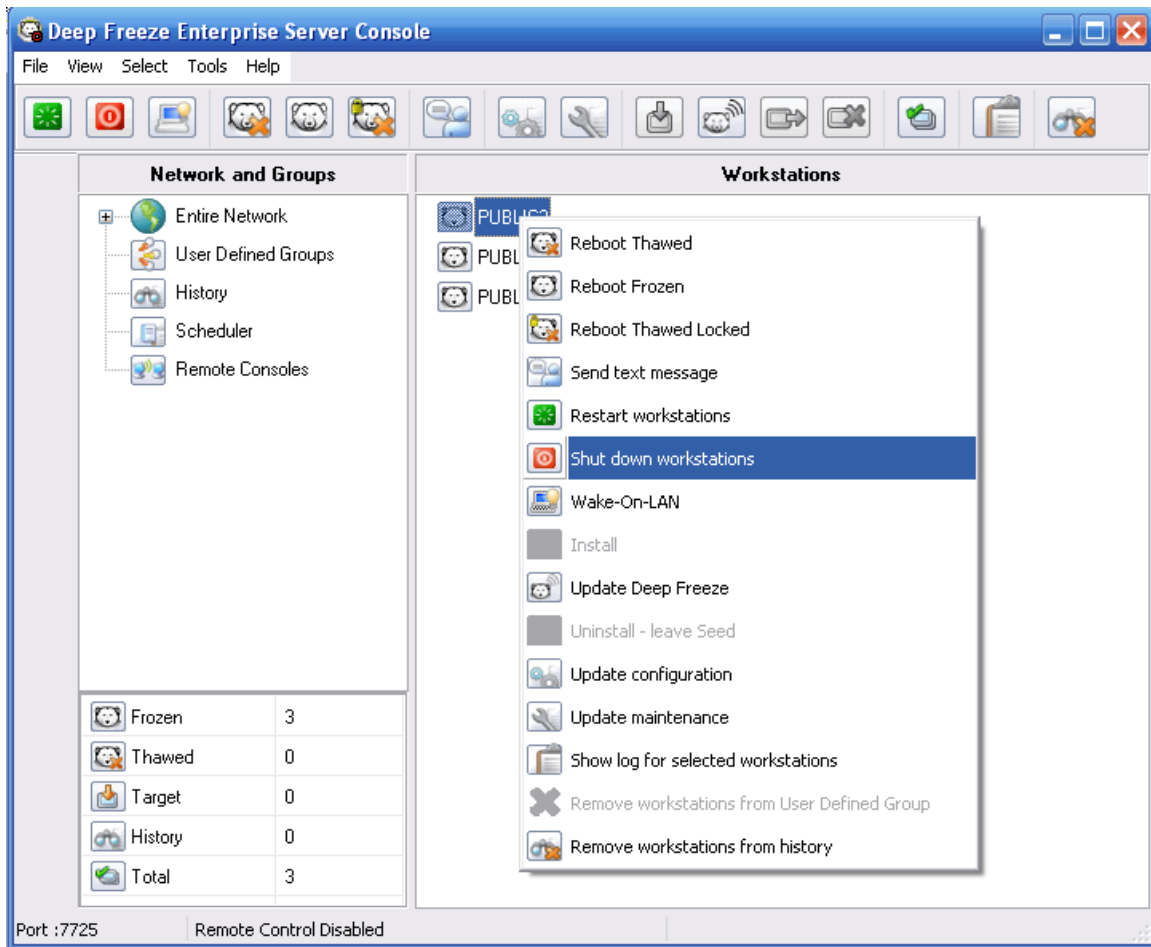 Deep Freeze Enterprise Server Console
File View Select Tools Help
Network and Groups
Workstations
Entire Network
User Defined Groups
History
Scheduler
Remote Consoles
PUBL
PUBL
Reboot Thawed
Reboot Frozen
Reboot Thawed Locked
Send text message
Restart workstations
Shut down workstations
Wake-On-LAN
Install
Update Deep Freeze
Uninstall - leave Seed
Update configuration
Update maintenance
Show log for selected workstations
Remove workstations from User Defined Group
Remove workstations from history
Frozen 3
Thawed 0
Target 0
History 0
Total 3
Port :7725 Remote Control Disabled